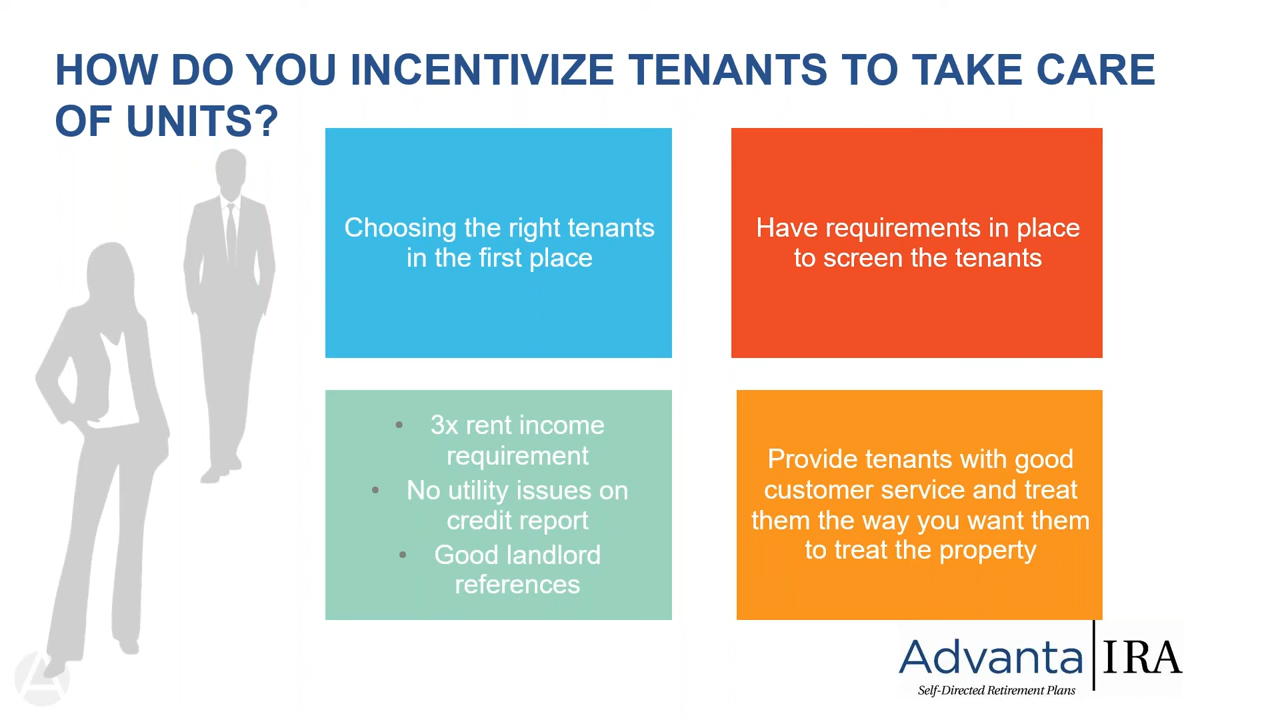 HOW DO YOU INCENTIVIZE TENANTS TO TAKE CARE
OF UNITS?
Choosing the right tenants
in the first place
Have requirements in place
to screen the tenants
• 3x rent income
requirement
• No utility issues on
credit report
• Good landlord
references
Provide tenants with good
customer service and treat
them the way you want them
to treat the property
Advanta|IRA
Self-Directed Retirement Plans